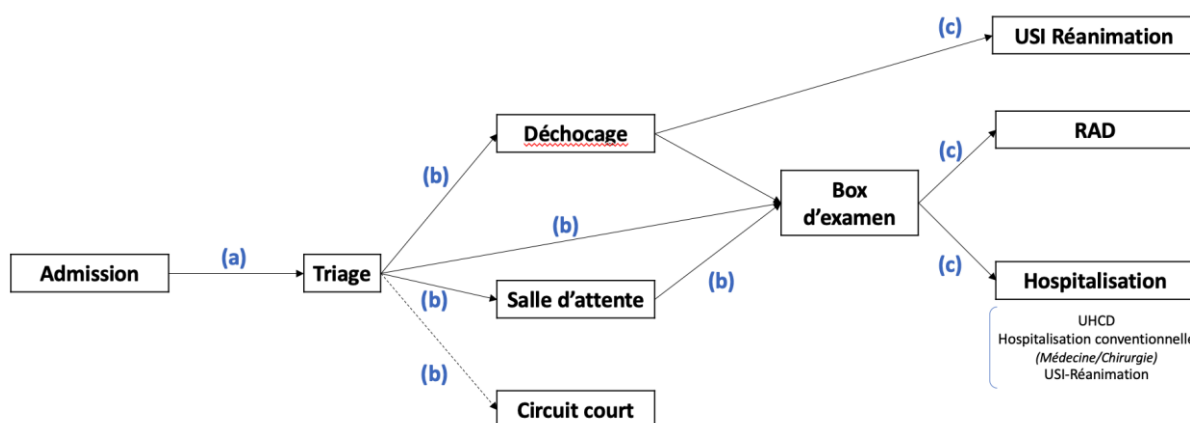 (c)
USI Réanimation
Déchocage
RAD
(c)
(b)
Box
d'examen
(b)
(a)
(c)
Admission
Triage
(b)
Salle d'attente
(b)
Hospitalisation
UHCD
Hospitalisation conventionnelle
(Médecine/Chirurgie)
USI-Réanimation
(b)
Circuit court